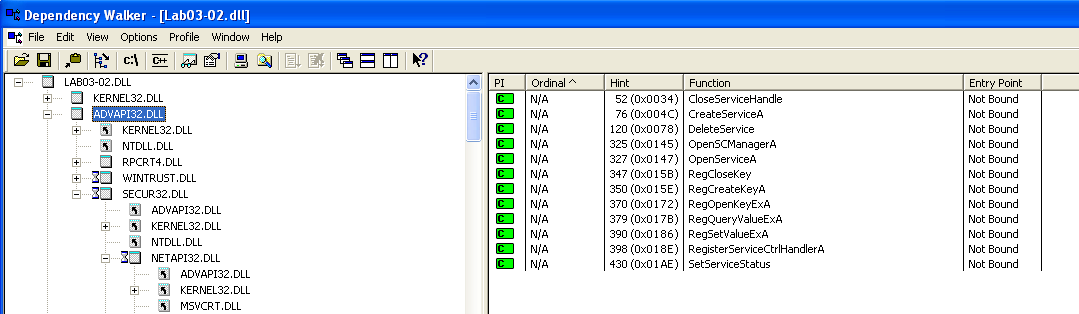 Dependency Walker - [Lab03-02.dll]
File Edit View Options Profile Window Help
C:\ C++
LAB03-02.DLL
KERNEL32.DLL
ADVAPI32.DLL
KERNEL32.DLL
NTDLL.DLL
RPCRT4.DLL
WINTRUST.DLL
SECUR32.DLL
ADVAPI32.DLL
KERNEL32.DLL
NTDLL.DLL
NETAPI32.DLL
ADVAPI32.DLL
KERNEL32.DLL
MSVCRT.DLL
PI Ordinal ^ Hint Function Entry Point
C N/A 52 (0x0034) CloseServiceHandle Not Bound
C N/A 76 (0x004C) CreateServiceA Not Bound
C N/A 120 (0x0078) DeleteService Not Bound
C N/A 325 (0x0145) OpenSCManagerA Not Bound
C N/A 327 (0x0147) OpenServiceA Not Bound
C N/A 347 (0x015B) RegCloseKey Not Bound
C N/A 350 (0x015E) RegCreateKeyA Not Bound
C N/A 370 (0x0172) RegOpenKeyExA Not Bound
C N/A 379 (0x017B) RegQueryValueExA Not Bound
C N/A 390 (0x0186) RegSetValueExA Not Bound
C N/A 398 (0x018E) RegisterServiceCtrlHandlerA Not Bound
C N/A 430 (0x01AE) SetServiceStatus Not Bound